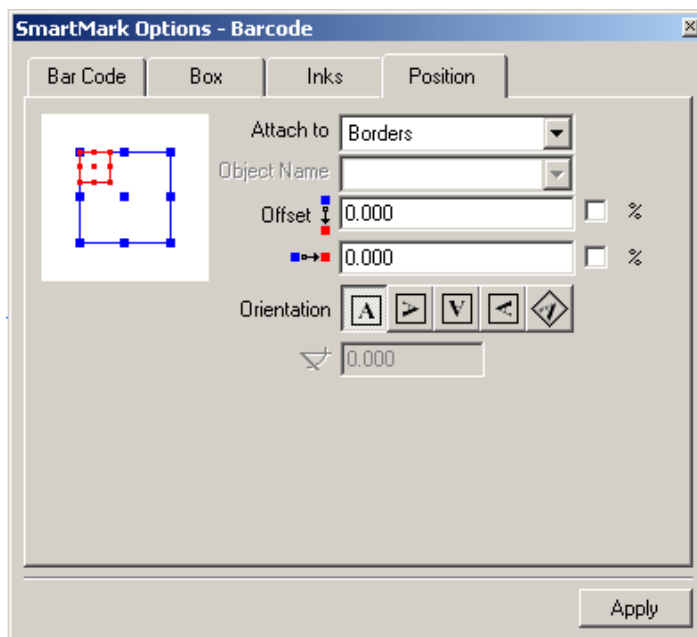 SmartMark Options - Barcode
Bar Code Box Inks Position
Attach to Borders
Object Name
Offset 0.000 %
0.000 %
Orientation A A A A A
0.000
Apply